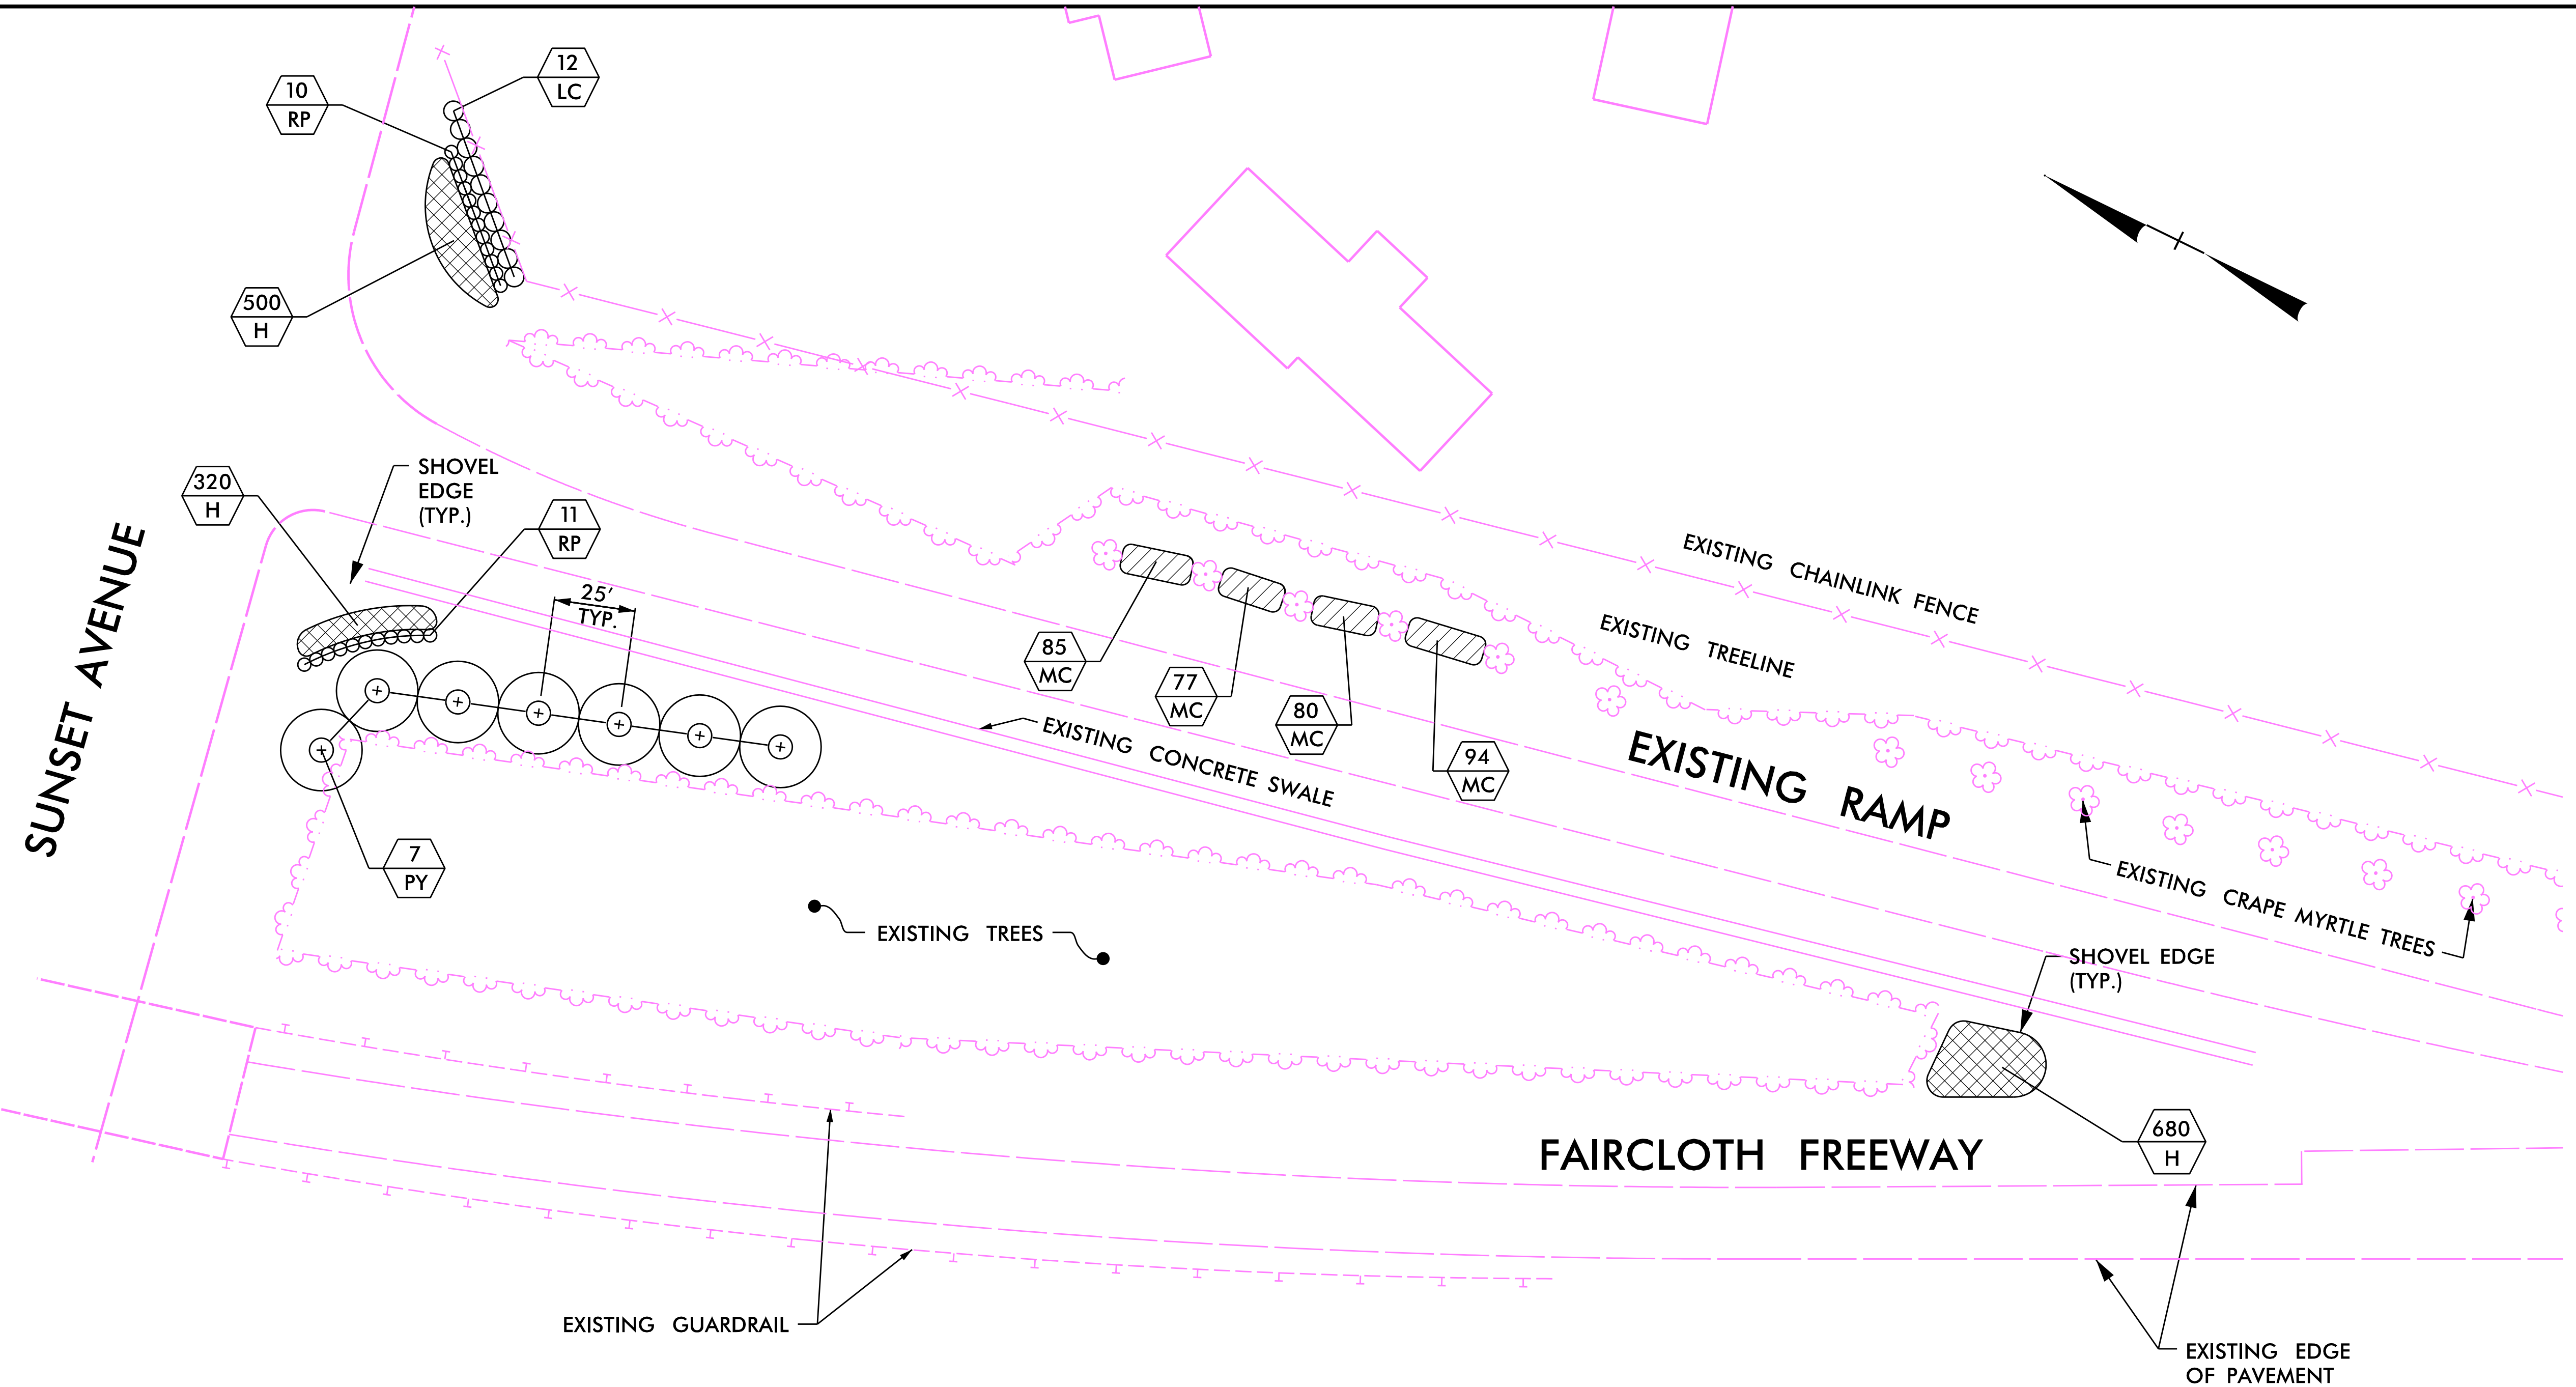 12
LC
10
RP
500
H
SHOVEL
EDGE
(TYP.)
320
H
11
RP
25'
TYP.
SUNSET AVENUE
7
PY
85
MC
77
MC
80
MC
94
MC
EXISTING CHAINLINK FENCE
EXISTING TREELINE
EXISTING CONCRETE SWALE
EXISTING RAMP
EXISTING CRAPE MYRTLE TREES
EXISTING TREES
SHOVEL EDGE
(TYP.)
680
H
FAIRCLOTH FREEWAY
EXISTING GUARDRAIL
EXISTING EDGE
OF PAVEMENT